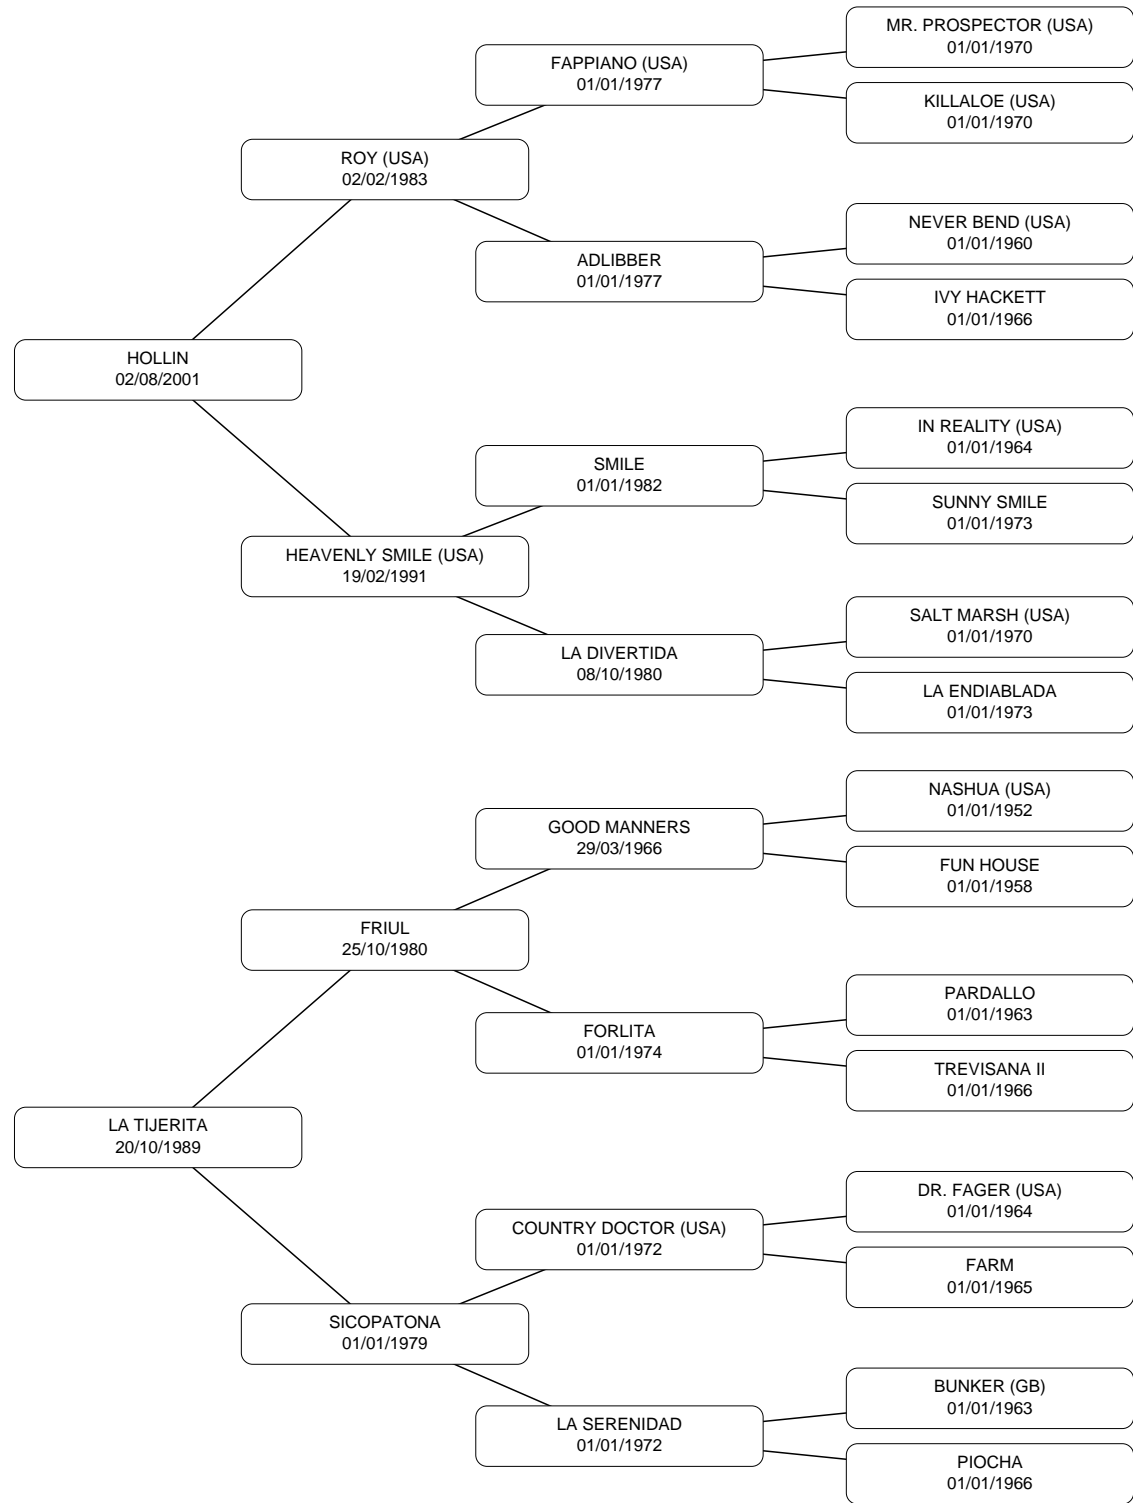 MR. PROSPECTOR (USA)
01/01/1970
FAPPIANO (USA)
01/01/1977
KILLALOE (USA)
01/01/1970
ROY (USA)
02/02/1983
NEVER BEND (USA)
01/01/1960
ADLIBBER
01/01/1977
IVY HACKETT
01/01/1966
HOLLIN
02/08/2001
IN REALITY (USA)
01/01/1964
SMILE
01/01/1982
SUNNY SMILE
01/01/1973
HEAVENLY SMILE (USA)
19/02/1991
SALT MARSH (USA)
01/01/1970
LA DIVERTIDA
08/10/1980
LA ENDIABLADA
01/01/1973
NASHUA (USA)
01/01/1952
GOOD MANNERS
29/03/1966
FUN HOUSE
01/01/1958
FRIUL
25/10/1980
PARDALLO
01/01/1963
FORLITA
01/01/1974
TREVISANA II
01/01/1966
LA TIJERITA
20/10/1989
DR. FAGER (USA)
01/01/1964
COUNTRY DOCTOR (USA)
01/01/1972
FARM
01/01/1965
SICOPATONA
01/01/1979
BUNKER (GB)
01/01/1963
LA SERENIDAD
01/01/1972
PIOCHA
01/01/1966